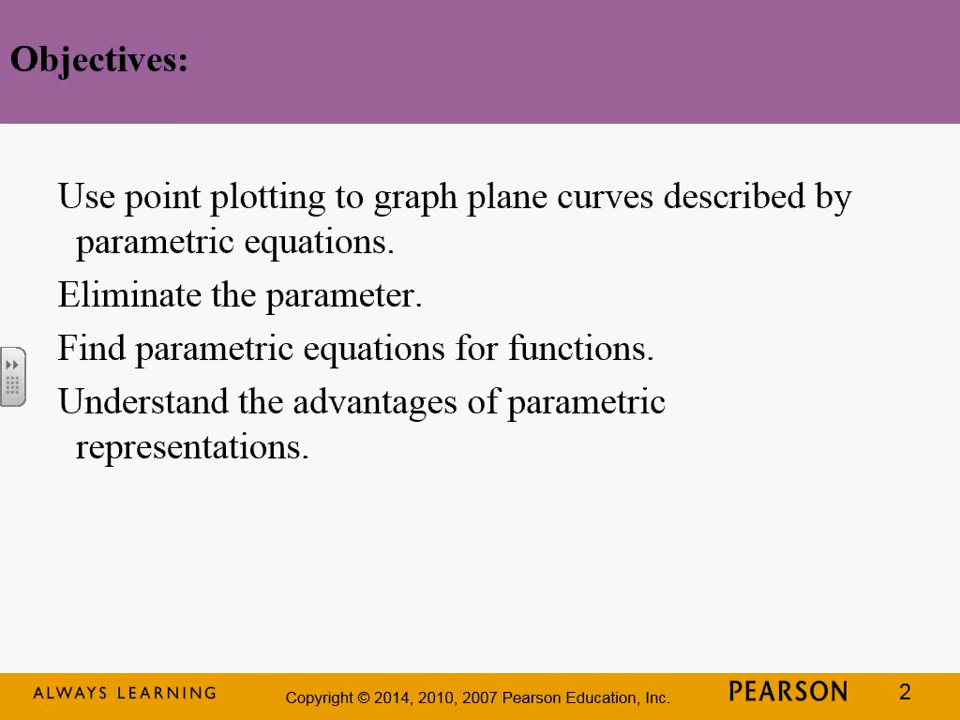 Objectives:
Use point plotting to graph plane curves described by
parametric equations.
Eliminate the parameter.
Find parametric equations for functions.
Understand the advantages of parametric
representations.
ALWAYS LEARNING
Copyright © 2014, 2010, 2007 Pearson Education, Inc.
PEARSON
2